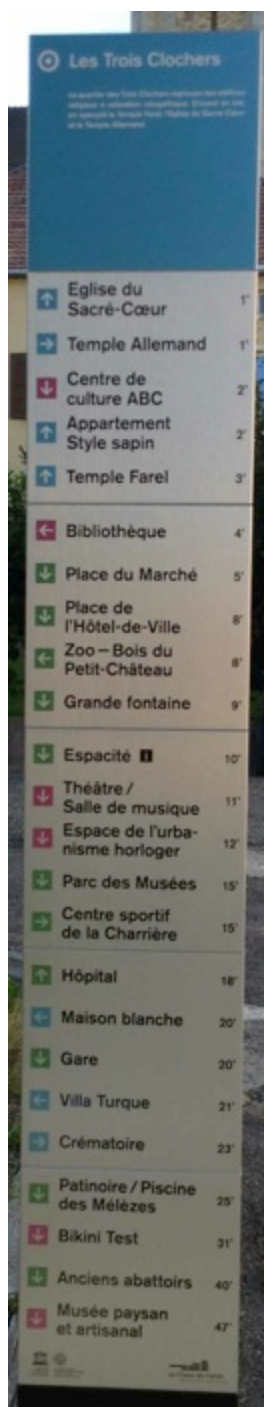 Les Trois Clochers
Eglise du
Sacré-Cœur 1'
Temple Allemand 1'
Centre de
culture ABC 2'
Appartement
Style sapin 2'
Temple Farel 3'
Bibliothèque 4'
Place du Marché 5'
Place de
l'Hôtel-de-Ville 8'
Zoo – Bois du
Petit-Château 8'
Grande fontaine 9'
Espacité i 10'
Théâtre /
Salle de musique 11'
Espace de l'urba-
nisme horloger 12'
Parc des Musées 15'
Centre sportif
de la Charrière 15'
Hôpital 18'
Maison blanche 20'
Gare 20'
Villa Turque 21'
Crématoire 23'
Patinoire / Piscine
des Mélèzes 25'
Bikini Test 31'
Anciens abattoirs 40'
Musée paysan
et artisanal 47'